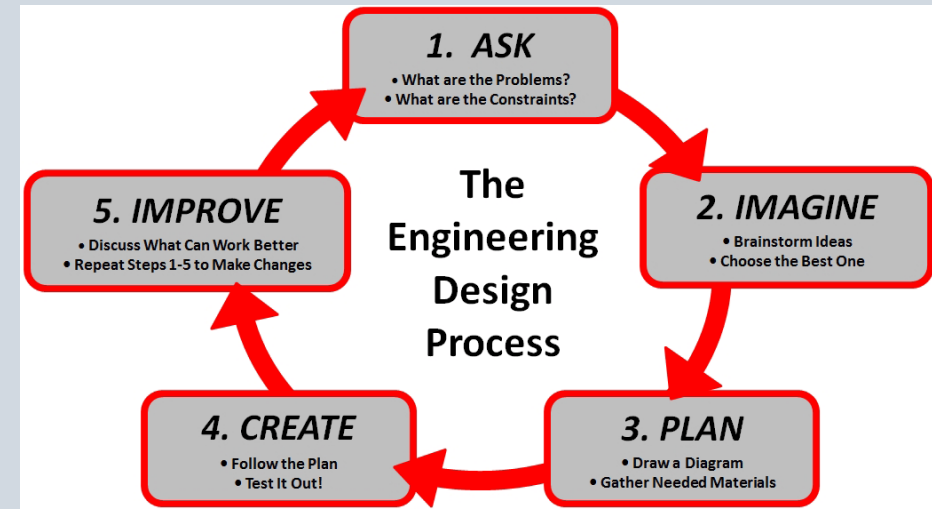 1. ASK
• What are the Problems?
• What are the Constraints?
The
Engineering
Design
Process
2. IMAGINE
• Brainstorm Ideas
• Choose the Best One
3. PLAN
• Draw a Diagram
• Gather Needed Materials
4. CREATE
• Follow the Plan
• Test It Out!
5. IMPROVE
• Discuss What Can Work Better
• Repeat Steps 1-5 to Make Changes